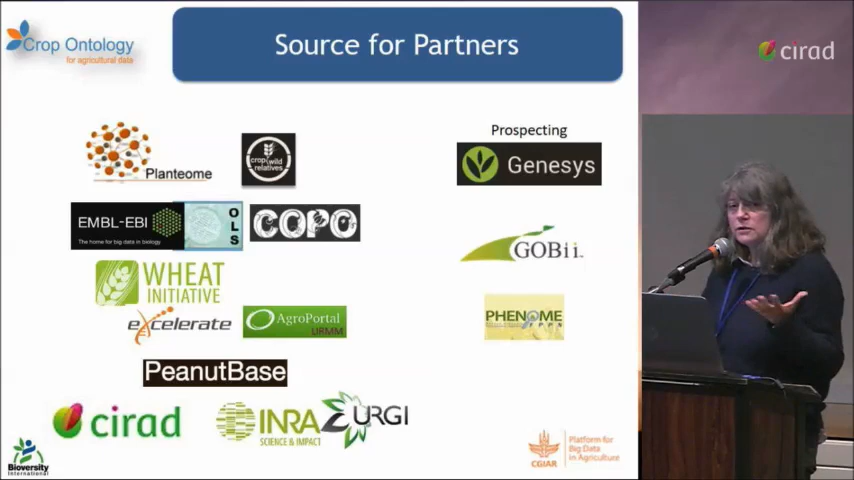 Crop Ontology
for agricultural data
Source for Partners
cirad
Planteome
crop wild
relatives
Prospecting
Genesys
EMBL-EBI
The home for big data in biology
OLS
COPO
GOBii
WHEAT
INITIATIVE
excelerate
AgroPortal
LIRMM
PHENOME
FPPN
PeanutBase
cirad
INRA
SCIENCE & IMPACT
URGI
Bioversity
International
CGIAR
Platform for
Big Data
in Agriculture